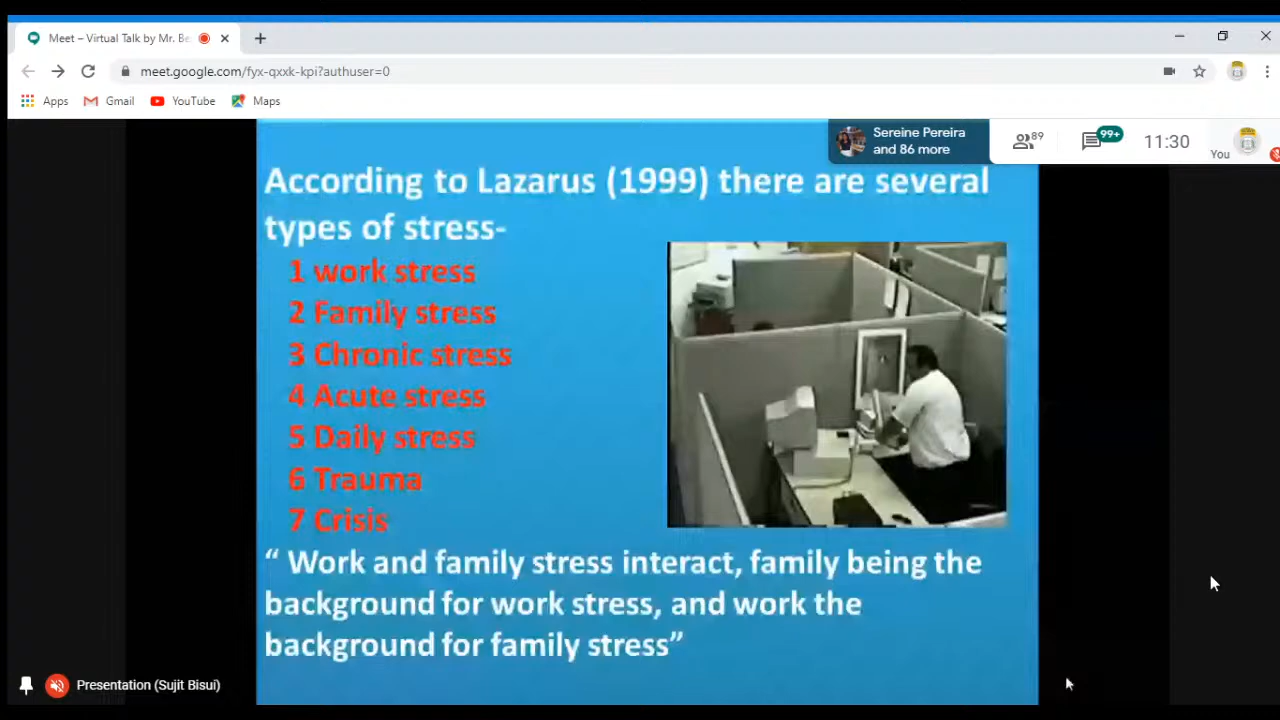 Meet – Virtual Talk by Mr. Be
meet.google.com/fyx-qxxk-kpi?authuser=0
Apps Gmail YouTube Maps
Sereine Pereira
and 86 more
89
99+
11:30
You
According to Lazarus (1999) there are several
types of stress-
1 work stress
2 Family stress
3 Chronic stress
4 Acute stress
5 Daily stress
6 Trauma
7 Crisis
“ Work and family stress interact, family being the
background for work stress, and work the
background for family stress”
Presentation (Sujit Bisui)